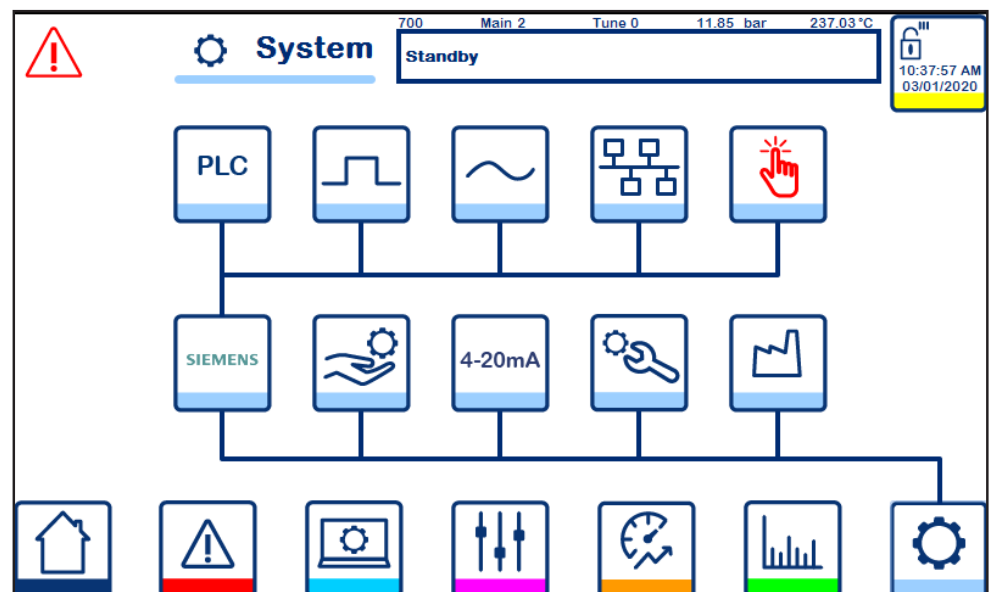 700 Main 2 Tune 0 11.85 bar 237.03°C
System
Standby
10:37:57 AM
03/01/2020
PLC
SIEMENS
4-20mA